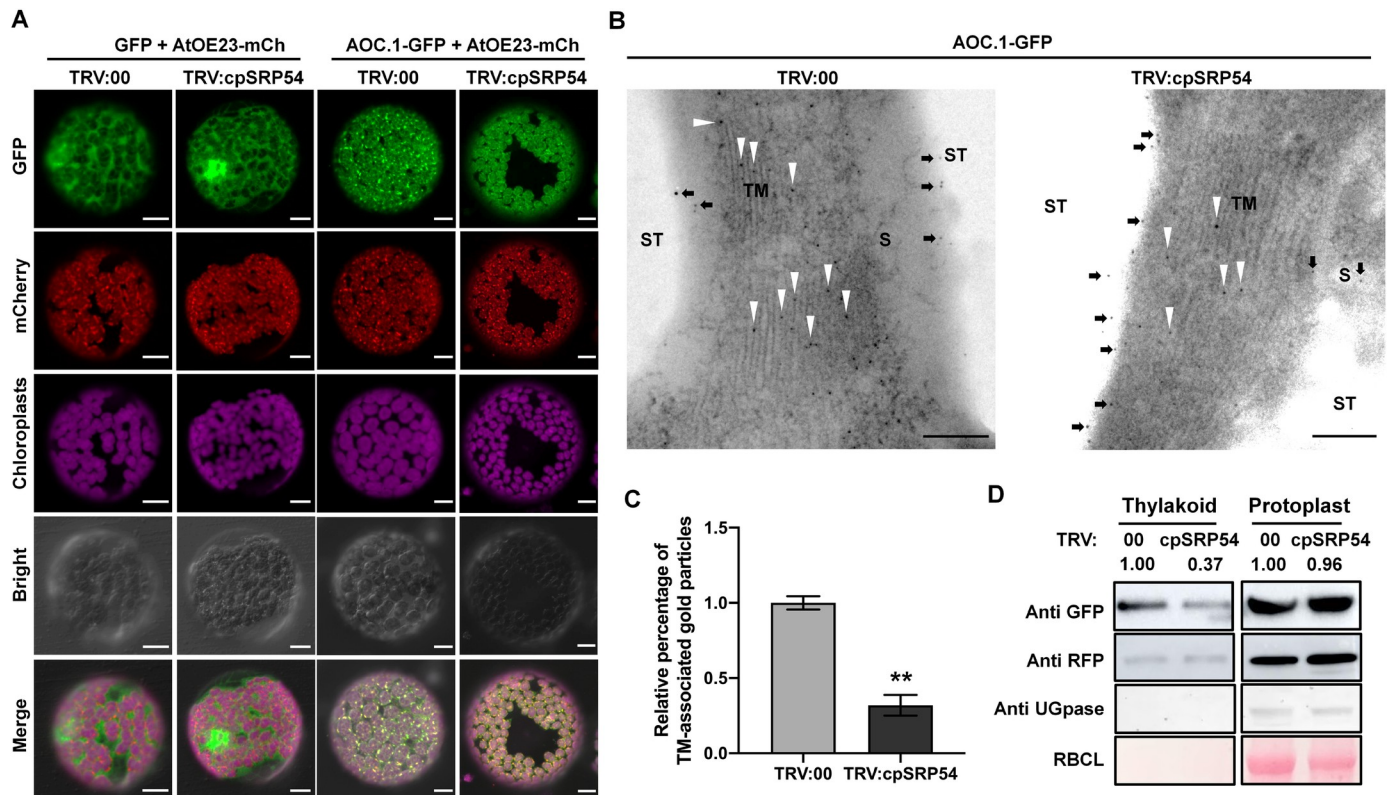 A
GFP + AtOE23-mCh
AOC.1-GFP + AtOE23-mCh
TRV:00
TRV:cpSRP54
TRV:00
TRV:cpSRP54
GFP
mCherry
Chloroplasts
Bright
Merge
B
AOC.1-GFP
TRV:00
TRV:cpSRP54
ST
TM
ST
S
ST
TM
S
ST
C
Relative percentage of
TM-associated gold particles
1.5
1.0
0.5
0.0
**
TRV:00
TRV:cpSRP54
D
Thylakoid
Protoplast
TRV:
00
cpSRP54
00
cpSRP54
1.00
0.37
1.00
0.96
Anti GFP
Anti RFP
Anti UGpase
RBCL